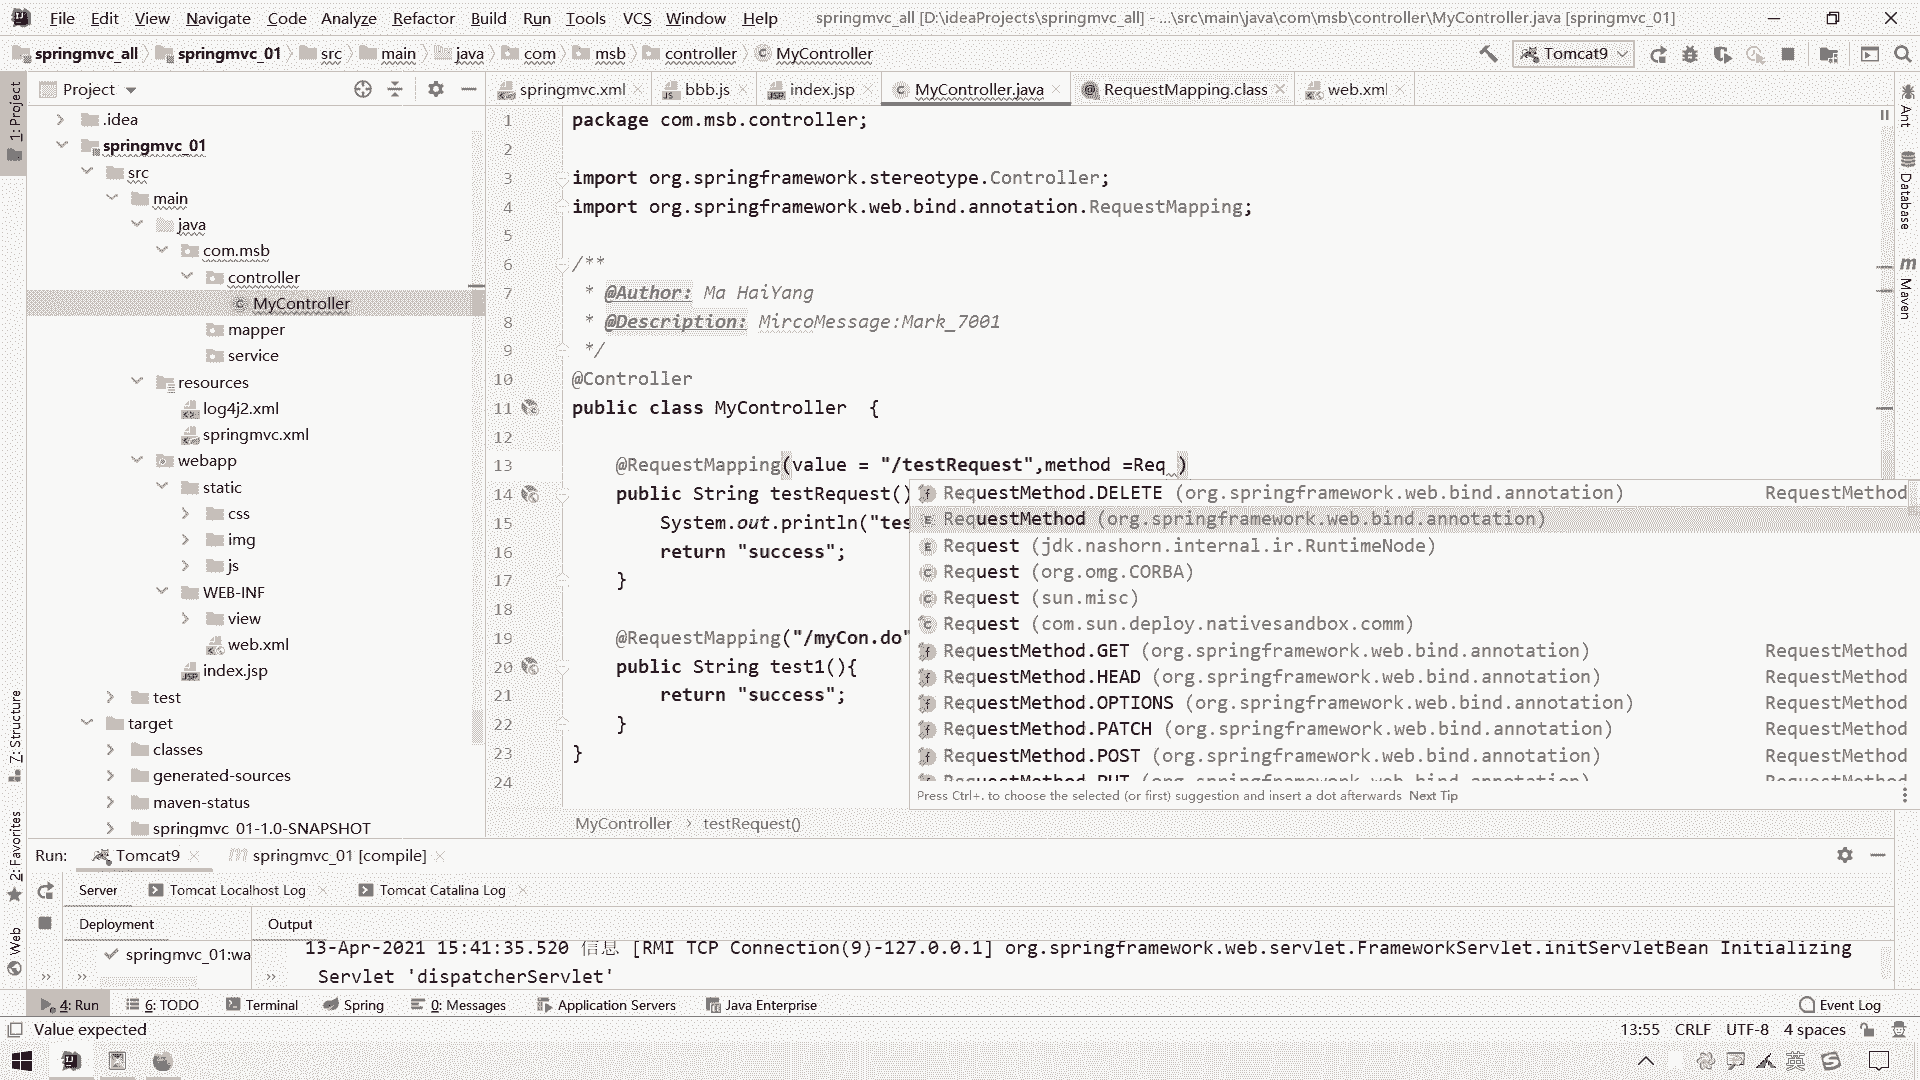 File Edit View Navigate Code Analyze Refactor Build Run Tools VCS Window Help springmvc_all [D:\ideaProjects\springmvc_all] - ...\src\main\java\com\msb\controller\MyController.java [springmvc_01]
springmvc_all springmvc_01 src main java com msb controller MyController Tomcat9
Project springmvc.xml bbb.js index.jsp MyController.java RequestMapping.class web.xml
1: Project
Z: Structure
2: Favorites
Web
Ant
Database
Maven
.idea
springmvc_01
src
main
java
com.msb
controller
MyController
mapper
service
resources
log4j2.xml
springmvc.xml
webapp
static
css
img
js
WEB-INF
view
web.xml
index.jsp
test
target
classes
generated-sources
maven-status
springmvc_01-1.0-SNAPSHOT
1 package com.msb.controller;
2
3 import org.springframework.stereotype.Controller;
4 import org.springframework.web.bind.annotation.RequestMapping;
5
6 /**
7 * @Author: Ma HaiYang
8 * @Description: MircoMessage:Mark_7001
9 */
10 @Controller
11 public class MyController {
12
13 @RequestMapping(value = "/testRequest",method =Req )
14 public String testRequest()
15 System.out.println("tes
16 return "success";
17 }
18
19 @RequestMapping("/myCon.do"
20 public String test1(){
21 return "success";
22 }
23 }
24
RequestMethod.DELETE (org.springframework.web.bind.annotation) RequestMethod
RequestMethod (org.springframework.web.bind.annotation)
Request (jdk.nashorn.internal.ir.RuntimeNode)
Request (org.omg.CORBA)
Request (sun.misc)
Request (com.sun.deploy.nativesandbox.comm)
RequestMethod.GET (org.springframework.web.bind.annotation) RequestMethod
RequestMethod.HEAD (org.springframework.web.bind.annotation) RequestMethod
RequestMethod.OPTIONS (org.springframework.web.bind.annotation) RequestMethod
RequestMethod.PATCH (org.springframework.web.bind.annotation) RequestMethod
RequestMethod.POST (org.springframework.web.bind.annotation) RequestMethod
RequestMethod.PUT (org.springframework.web.bind.annotation) RequestMethod
Press Ctrl+. to choose the selected (or first) suggestion and insert a dot afterwards Next Tip
MyController testRequest()
Run: Tomcat9 springmvc_01 [compile]
Server Tomcat Localhost Log Tomcat Catalina Log
Deployment Output
springmvc_01:wa
13-Apr-2021 15:41:35.520 信息 [RMI TCP Connection(9)-127.0.0.1] org.springframework.web.servlet.FrameworkServlet.initServletBean Initializing
Servlet 'dispatcherServlet'
4: Run 6: TODO Terminal Spring 0: Messages Application Servers Java Enterprise Event Log
Value expected 13:55 CRLF UTF-8 4 spaces
英